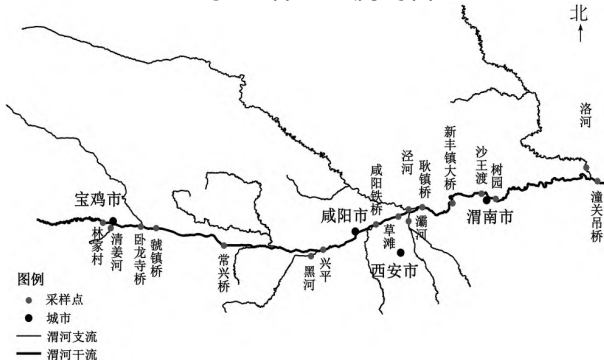 北
洛河
潼关吊桥
树园
沙王渡
新丰镇大桥
耿镇桥
泾河
咸阳铁桥
渭南市
灞河
草滩
咸阳市
西安市
兴平
黑河
常兴桥
虢镇桥
卧龙寺桥
清姜河
林家村
宝鸡市
图例
采样点
城市
渭河支流
渭河干流